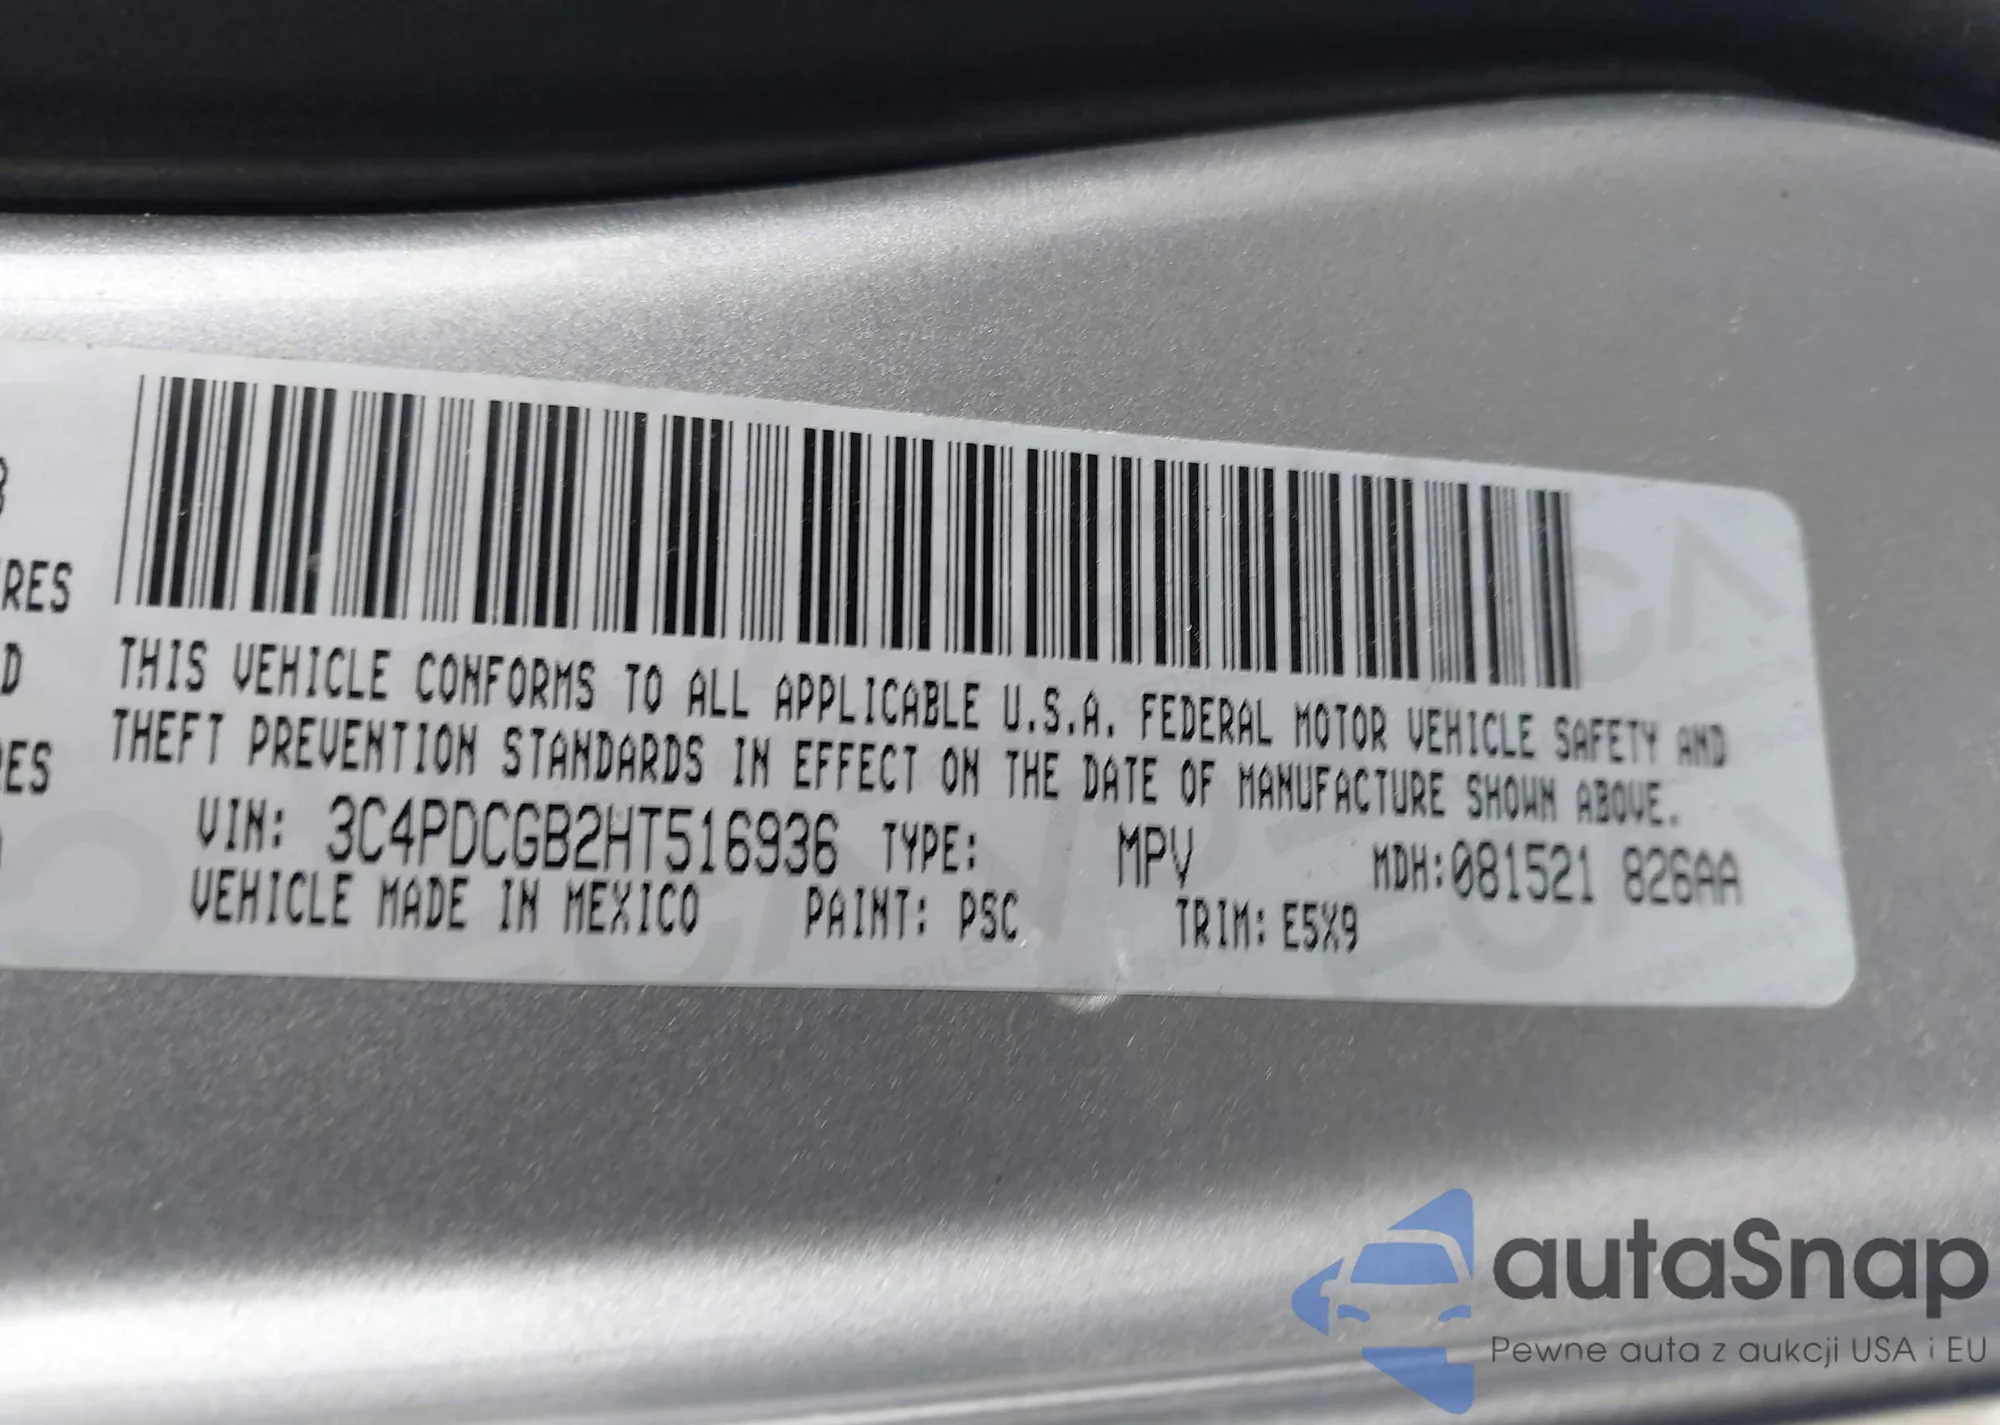 RES
THIS VEHICLE CONFORMS TO ALL APPLICABLE U.S.A. FEDERAL MOTOR VEHICLE SAFETY AND
THEFT PREVENTION STANDARDS IN EFFECT ON THE DATE OF MANUFACTURE SHOWN ABOVE.
ES
VIN: 3C4PDCGB2HT516936 TYPE: MPV MDH:081521 826AA
VEHICLE MADE IN MEXICO PAINT: PSC TRIM: E5X9
autaSnap
Pewne auta z aukcji USA i EU